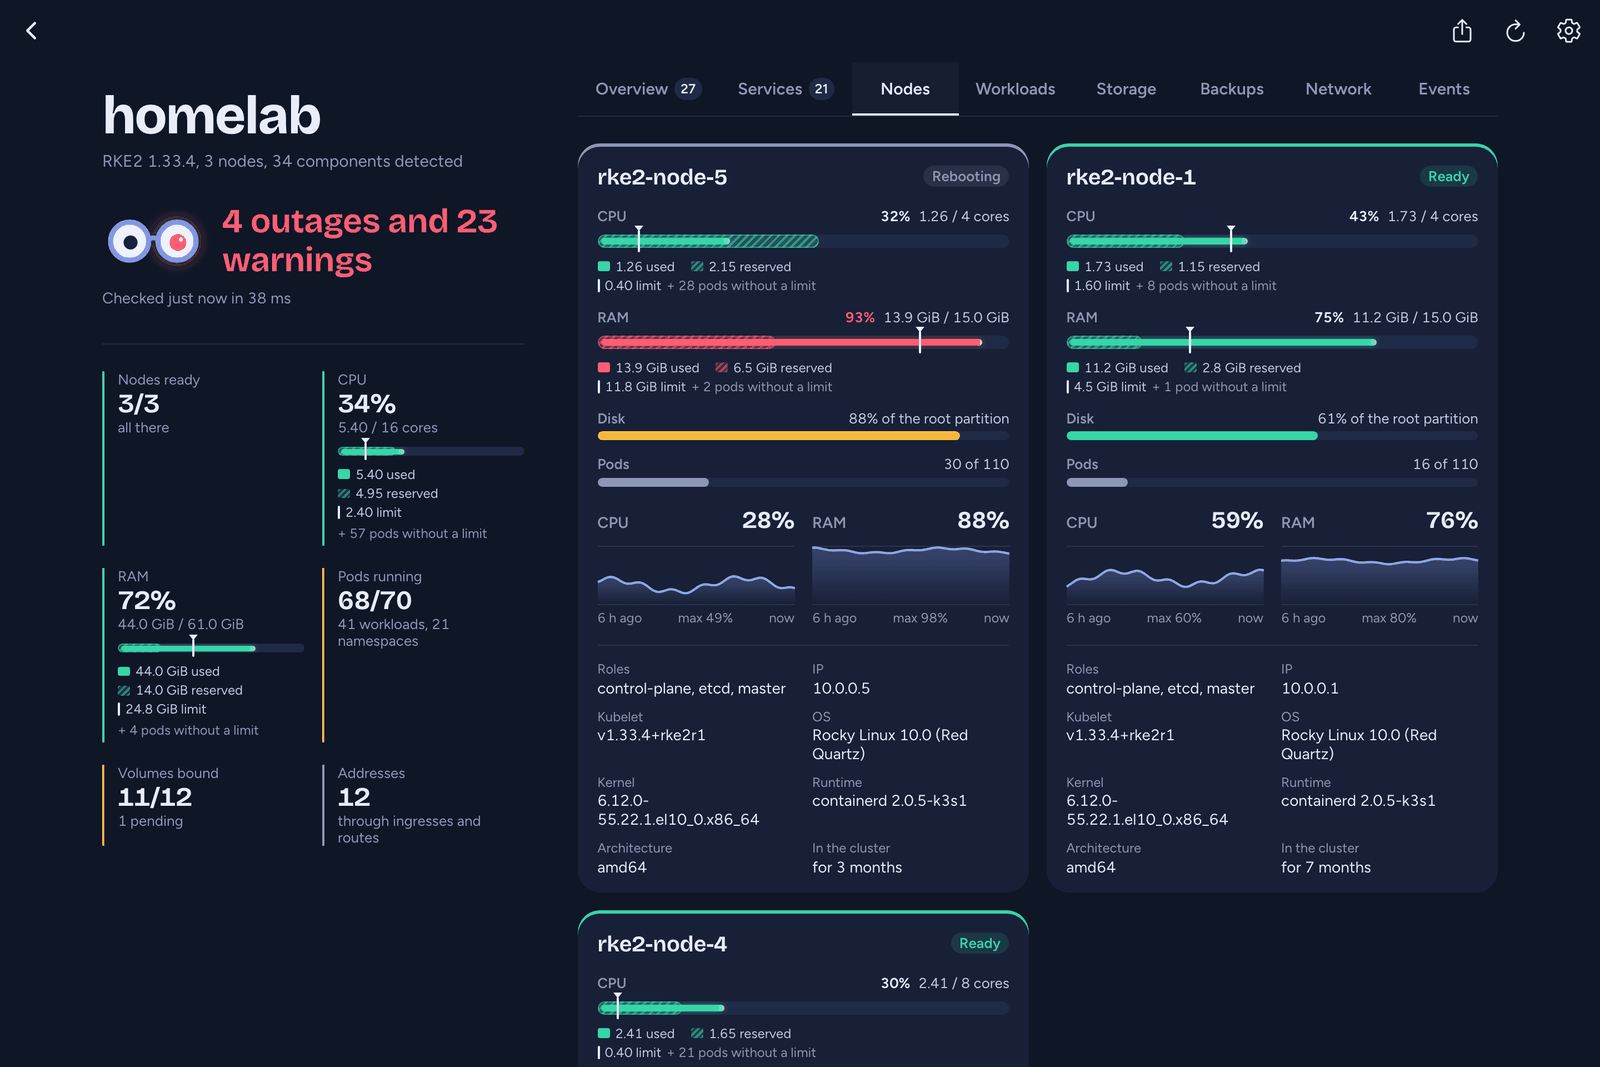 homelab
RKE2 1.33.4, 3 nodes, 34 components detected
4 outages and 23
warnings
Checked just now in 38 ms
Nodes ready
3/3
all there
CPU
34%
5.40 / 16 cores
5.40 used
4.95 reserved
2.40 limit
+ 57 pods without a limit
RAM
72%
44.0 GiB / 61.0 GiB
44.0 GiB used
14.0 GiB reserved
24.8 GiB limit
+ 4 pods without a limit
Pods running
68/70
41 workloads, 21
namespaces
Volumes bound
11/12
1 pending
Addresses
12
through ingresses and
routes
Overview 27 Services 21 Nodes Workloads Storage Backups Network Events
rke2-node-5 Rebooting
CPU 32% 1.26 / 4 cores
1.26 used 2.15 reserved
0.40 limit + 28 pods without a limit
RAM 93% 13.9 GiB / 15.0 GiB
13.9 GiB used 6.5 GiB reserved
11.8 GiB limit + 2 pods without a limit
Disk 88% of the root partition
Pods 30 of 110
CPU 28% RAM 88%
6 h ago max 49% now 6 h ago max 98% now
Roles IP
control-plane, etcd, master 10.0.0.5
Kubelet OS
v1.33.4+rke2r1 Rocky Linux 10.0 (Red
Quartz)
Kernel Runtime
6.12.0- containerd 2.0.5-k3s1
55.22.1.el10_0.x86_64
Architecture In the cluster
amd64 for 3 months
rke2-node-1 Ready
CPU 43% 1.73 / 4 cores
1.73 used 1.15 reserved
1.60 limit + 8 pods without a limit
RAM 75% 11.2 GiB / 15.0 GiB
11.2 GiB used 2.8 GiB reserved
4.5 GiB limit + 1 pod without a limit
Disk 61% of the root partition
Pods 16 of 110
CPU 59% RAM 76%
6 h ago max 60% now 6 h ago max 80% now
Roles IP
control-plane, etcd, master 10.0.0.1
Kubelet OS
v1.33.4+rke2r1 Rocky Linux 10.0 (Red
Quartz)
Kernel Runtime
6.12.0- containerd 2.0.5-k3s1
55.22.1.el10_0.x86_64
Architecture In the cluster
amd64 for 7 months
rke2-node-4 Ready
CPU 30% 2.41 / 8 cores
2.41 used 1.65 reserved
0.40 limit + 21 pods without a limit